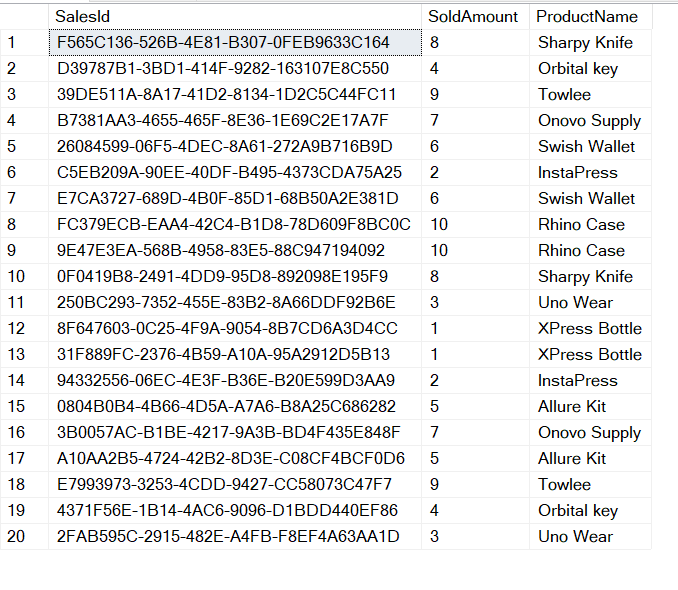 SalesId SoldAmount ProductName
1 F565C136-526B-4E81-B307-0FEB9633C164 8 Sharpy Knife
2 D39787B1-3BD1-414F-9282-163107E8C550 4 Orbital key
3 39DE511A-8A17-41D2-8134-1D2C5C44FC11 9 Towlee
4 B7381AA3-4655-465F-8E36-1E69C2E17A7F 7 Onovo Supply
5 26084599-06F5-4DEC-8A61-272A9B716B9D 6 Swish Wallet
6 C5EB209A-90EE-40DF-B495-4373CDA75A25 2 InstaPress
7 E7CA3727-689D-4B0F-85D1-68B50A2E381D 6 Swish Wallet
8 FC379ECB-EAA4-42C4-B1D8-78D609F8BC0C 10 Rhino Case
9 9E47E3EA-568B-4958-83E5-88C947194092 10 Rhino Case
10 0F0419B8-2491-4DD9-95D8-892098E195F9 8 Sharpy Knife
11 250BC293-7352-455E-83B2-8A66DDF92B6E 3 Uno Wear
12 8F647603-0C25-4F9A-9054-8B7CD6A3D4CC 1 XPress Bottle
13 31F889FC-2376-4B59-A10A-95A2912D5B13 1 XPress Bottle
14 94332556-06EC-4E3F-B36E-B20E599D3AA9 2 InstaPress
15 0804B0B4-4B66-4D5A-A7A6-B8A25C686282 5 Allure Kit
16 3B0057AC-B1BE-4217-9A3B-BD4F435E848F 7 Onovo Supply
17 A10AA2B5-4724-42B2-8D3E-C08CF4BCF0D6 5 Allure Kit
18 E7993973-3253-4CDD-9427-CC58073C47F7 9 Towlee
19 4371F56E-1B14-4AC6-9096-D1BDD440EF86 4 Orbital key
20 2FAB595C-2915-482E-A4FB-F8EF4A63AA1D 3 Uno Wear